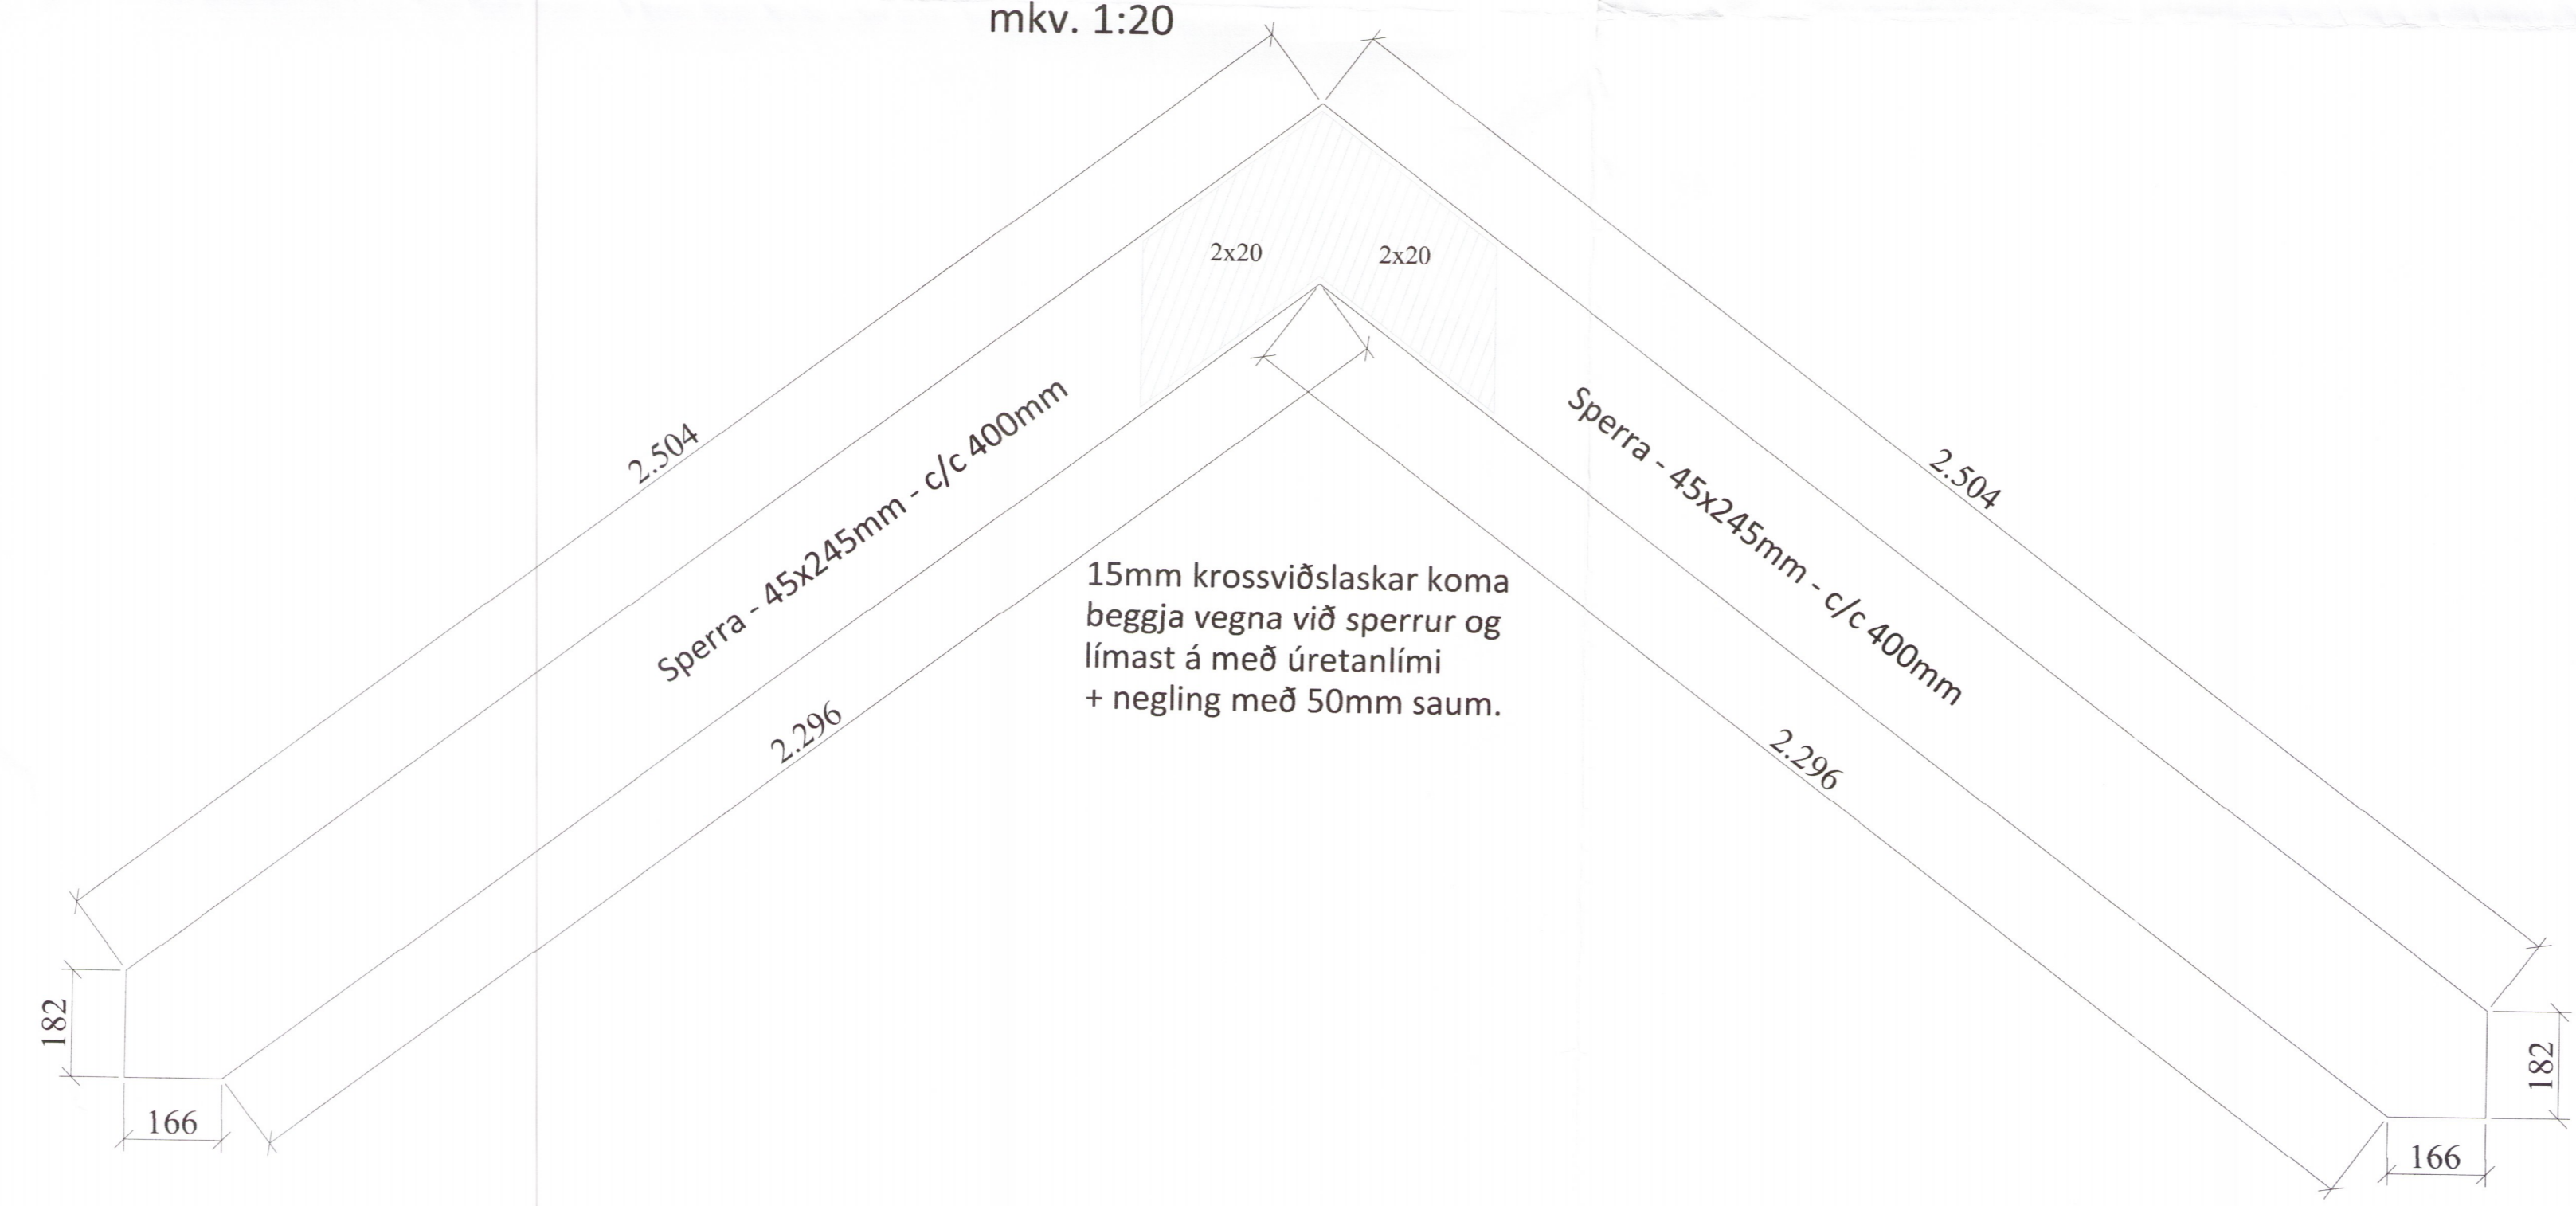 mkv. 1:20
2x20
2x20
2.504
2.504
Sperra - 45x245mm - c/c 400mm
Sperra - 45x245mm - c/c 400mm
15mm krossviðslaskar koma
beggja vegna við sperrur og
límast á með úretanlími
+ negling með 50mm saum.
2.296
2.296
182
182
166
166